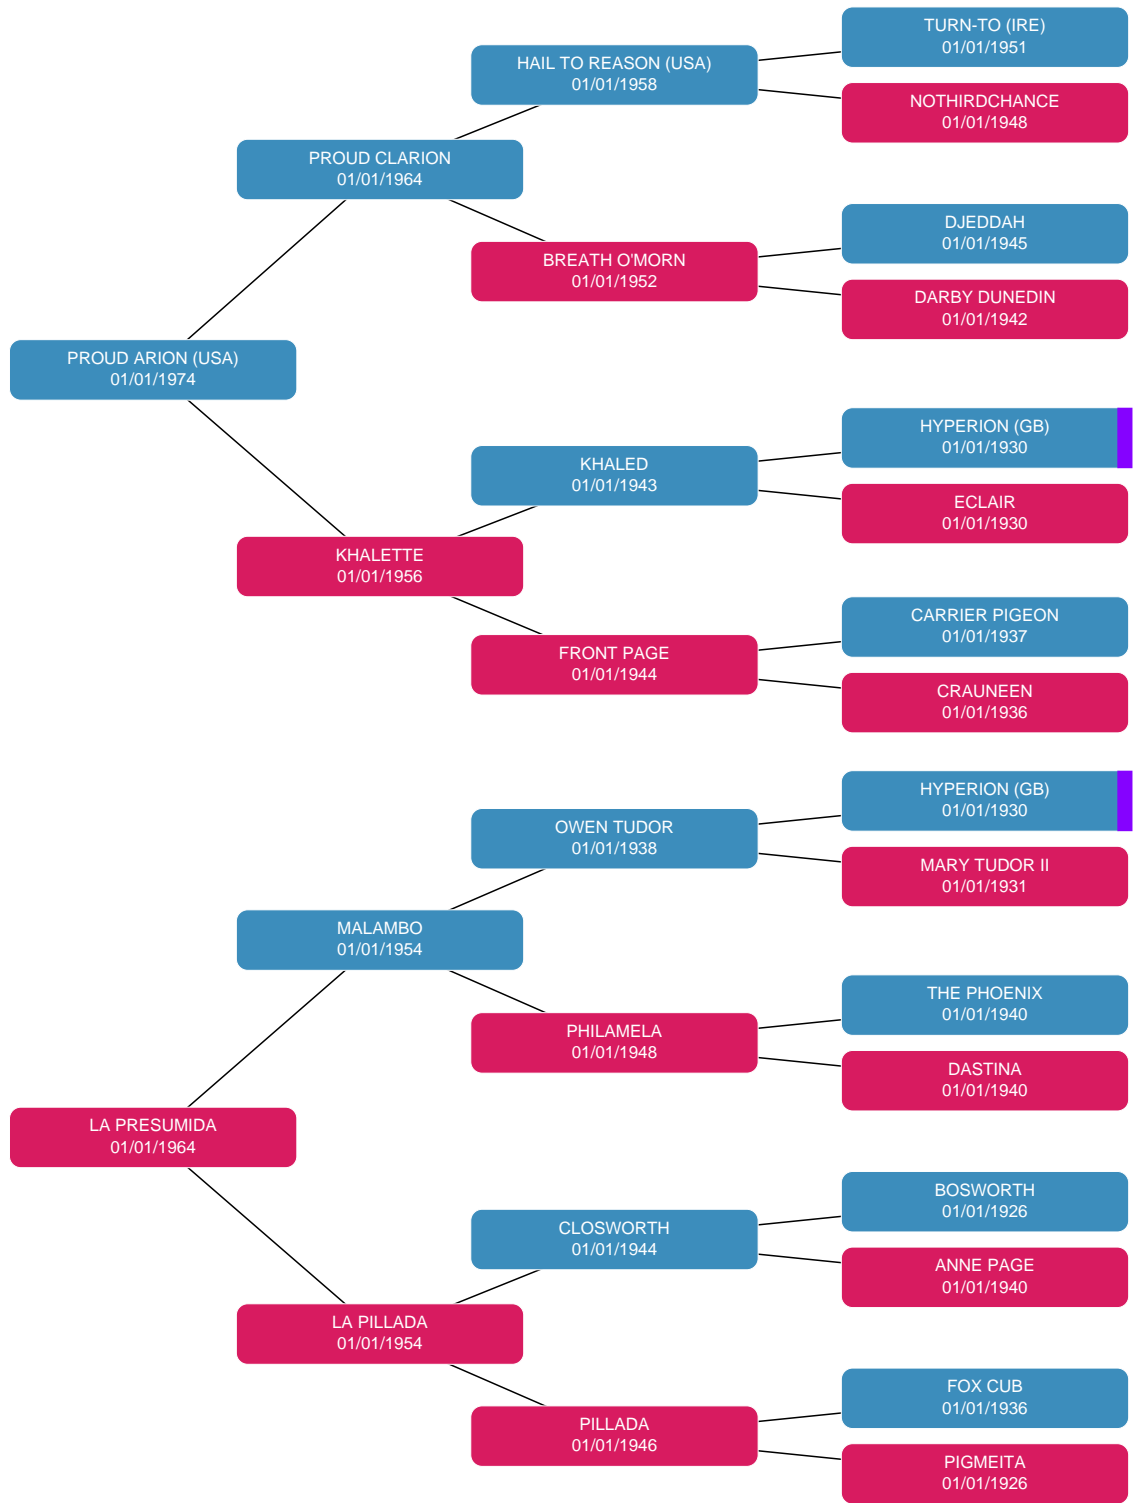 TURN-TO (IRE)
01/01/1951
HAIL TO REASON (USA)
01/01/1958
NOTHIRDCHANCE
01/01/1948
PROUD CLARION
01/01/1964
DJEDDAH
01/01/1945
BREATH O'MORN
01/01/1952
DARBY DUNEDIN
01/01/1942
PROUD ARION (USA)
01/01/1974
HYPERION (GB)
01/01/1930
KHALED
01/01/1943
ECLAIR
01/01/1930
KHALETTE
01/01/1956
CARRIER PIGEON
01/01/1937
FRONT PAGE
01/01/1944
CRAUNEEN
01/01/1936
HYPERION (GB)
01/01/1930
OWEN TUDOR
01/01/1938
MARY TUDOR II
01/01/1931
MALAMBO
01/01/1954
THE PHOENIX
01/01/1940
PHILAMELA
01/01/1948
DASTINA
01/01/1940
LA PRESUMIDA
01/01/1964
BOSWORTH
01/01/1926
CLOSWORTH
01/01/1944
ANNE PAGE
01/01/1940
LA PILLADA
01/01/1954
FOX CUB
01/01/1936
PILLADA
01/01/1946
PIGMEITA
01/01/1926